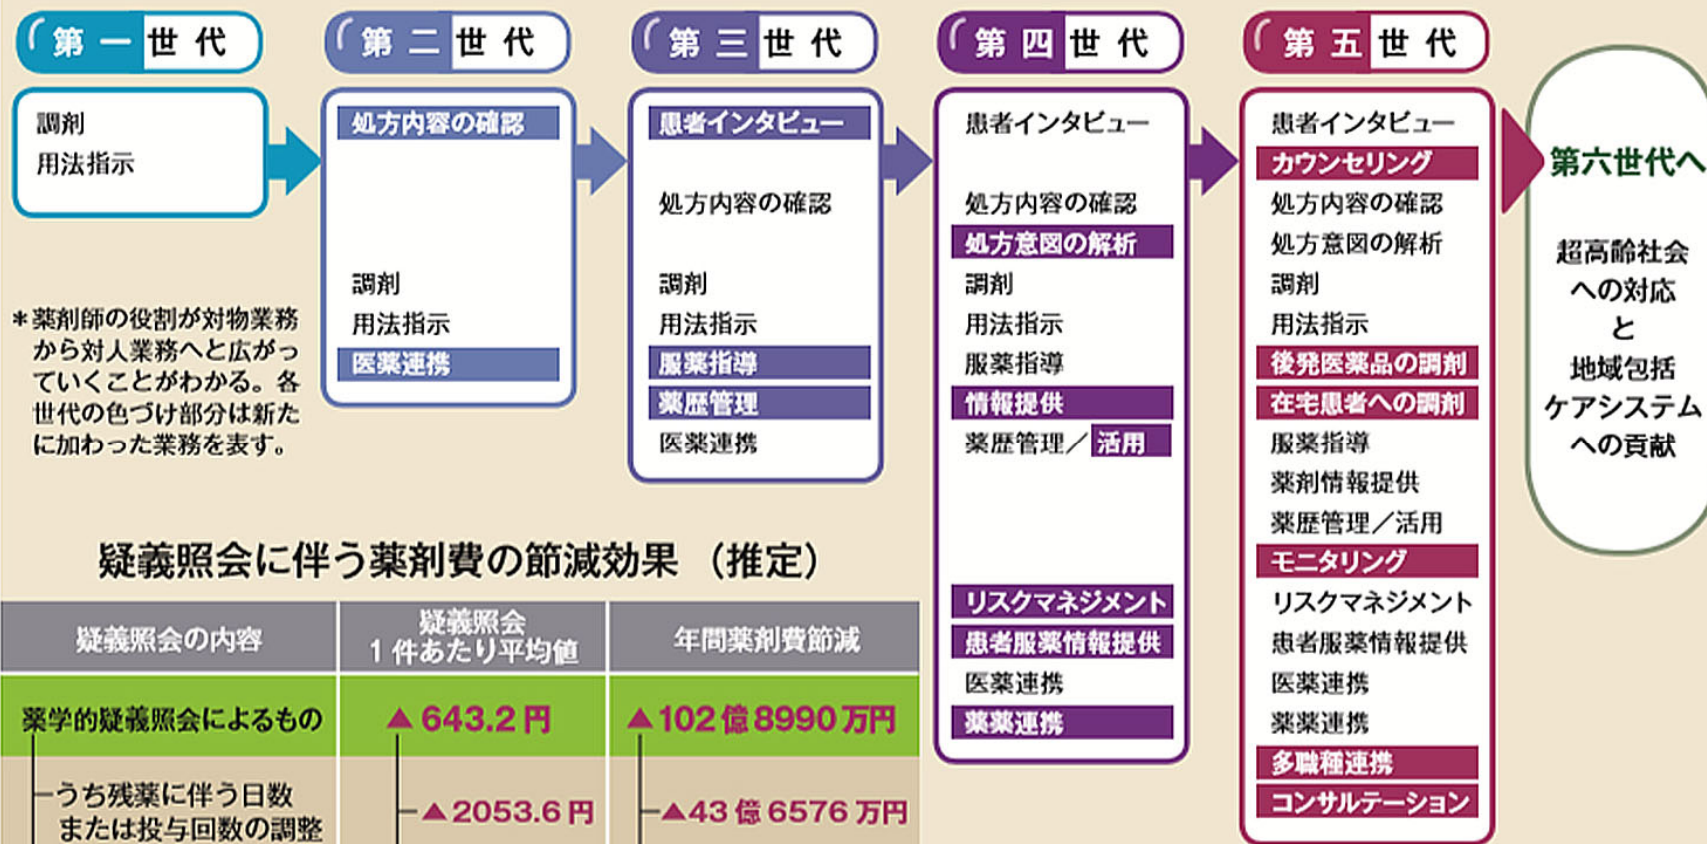 第一世代
調剤
用法指示
*薬剤師の役割が対物業務
から対人業務へと広がっ
ていくことがわかる。各
世代の色づけ部分は新た
に加わった業務を表す。
第二世代
処方内容の確認
調剤
用法指示
医薬連携
第三世代
患者インタビュー
処方内容の確認
調剤
用法指示
服薬指導
薬歴管理
医薬連携
第四世代
患者インタビュー
処方内容の確認
処方意図の解析
調剤
用法指示
服薬指導
情報提供
薬歴管理/活用
リスクマネジメント
患者服薬情報提供
医薬連携
薬薬連携
第五世代
患者インタビュー
カウンセリング
処方内容の確認
処方意図の解析
調剤
用法指示
後発医薬品の調剤
在宅患者への調剤
服薬指導
薬剤情報提供
薬歴管理/活用
モニタリング
リスクマネジメント
患者服薬情報提供
医薬連携
薬薬連携
多職種連携
コンサルテーション
第六世代へ
超高齢社会
への対応
と
地域包括
ケアシステム
への貢献
疑義照会に伴う薬剤費の節減効果(推定)
疑義照会の内容
疑義照会
1件あたり平均値
年間薬剤費節減
薬学的疑義照会によるもの
▲643.2円
▲102億8990万円
うち残薬に伴う日数
または投与回数の調整
▲2053.6円
▲43億6576万円